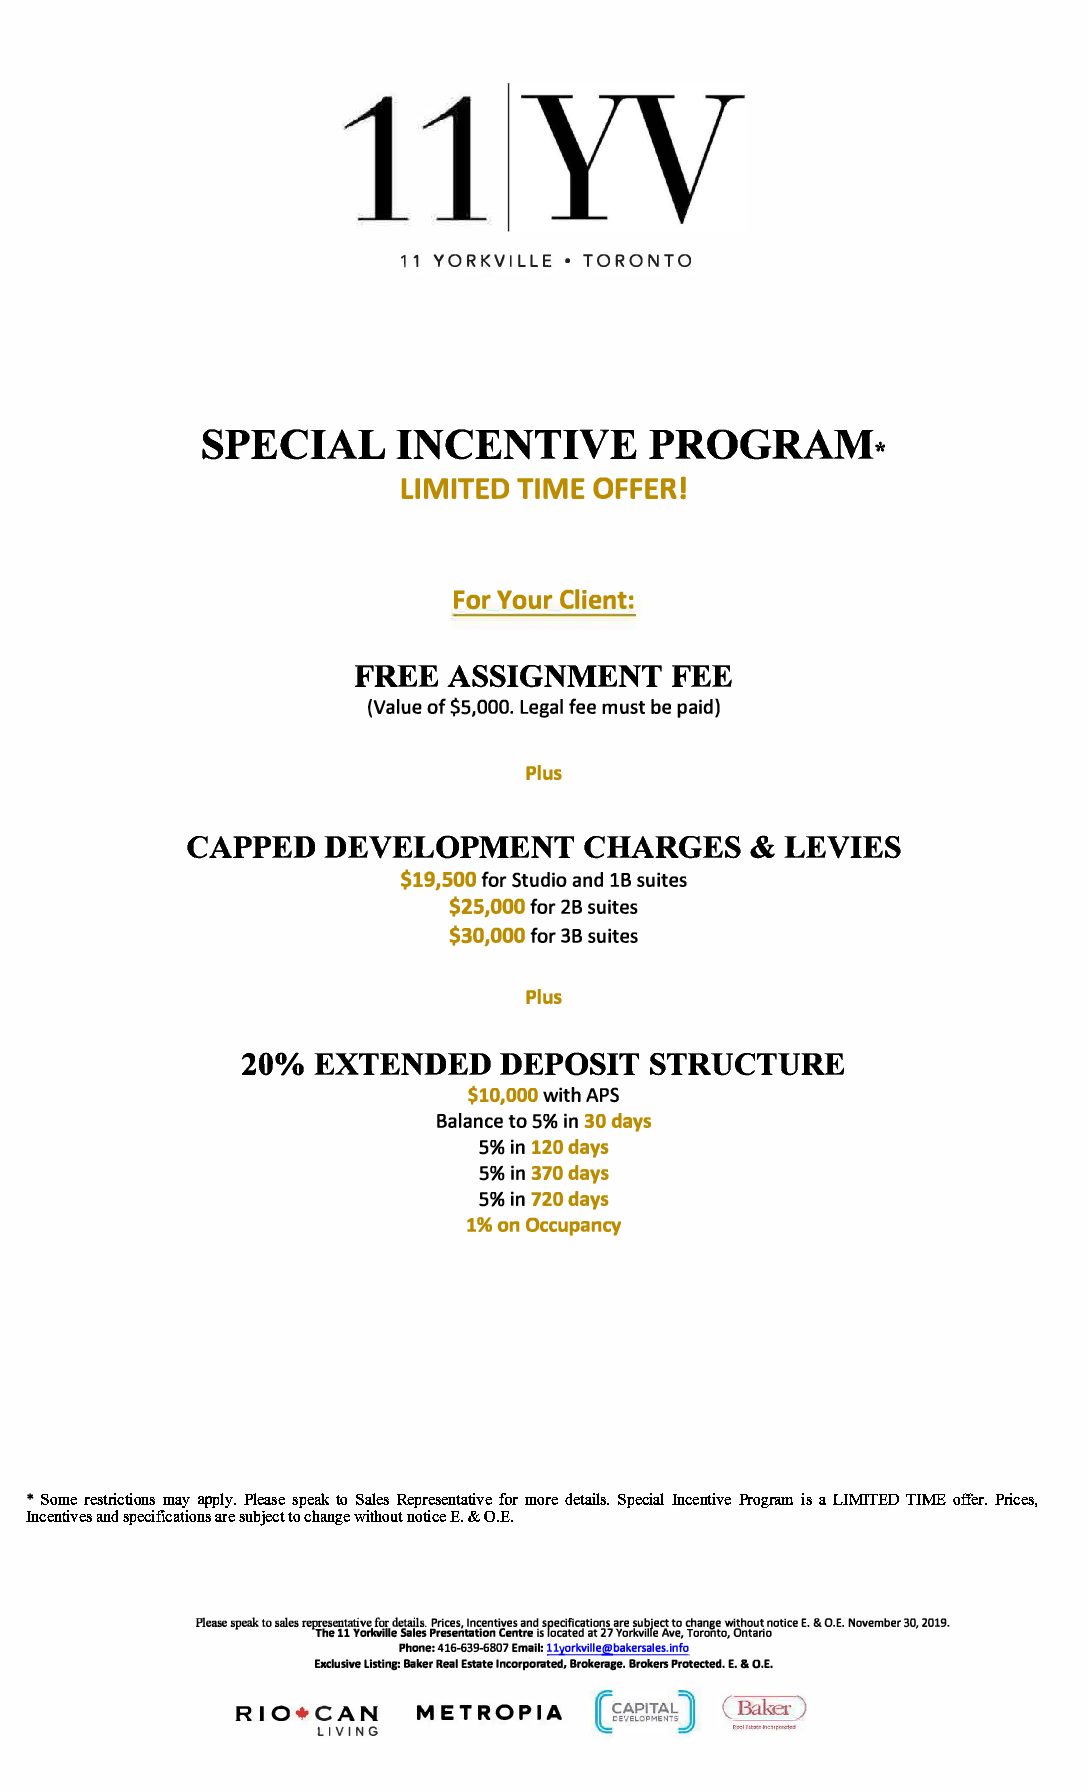 11 YV
11 YORKVILLE • TORONTO
SPECIAL INCENTIVE PROGRAM*
LIMITED TIME OFFER!
For Your Client:
FREE ASSIGNMENT FEE
(Value of $5,000. Legal fee must be paid)
Plus
CAPPED DEVELOPMENT CHARGES & LEVIES
$19,500 for Studio and 1B suites
$25,000 for 2B suites
$30,000 for 3B suites
Plus
20% EXTENDED DEPOSIT STRUCTURE
$10,000 with APS
Balance to 5% in 30 days
5% in 120 days
5% in 370 days
5% in 720 days
1% on Occupancy
* Some restrictions may apply. Please speak to Sales Representative for more details. Special Incentive Program is a LIMITED TIME offer. Prices,
Incentives and specifications are subject to change without notice E. & O.E.
Please speak to sales representative for details. Prices, Incentives and specifications are subject to change without notice E. & O.E. November 30, 2019.
The 11 Yorkville Sales Presentation Centre is located at 27 Yorkville Ave, Toronto, Ontario
Phone: 416-639-6807 Email: 11yorkville@bakersales.info
Exclusive Listing: Baker Real Estate Incorporated, Brokerage. Brokers Protected. E. & O.E.
RIO CAN
LIVING
METROPIA
CAPITAL
DEVELOPMENTS
Baker
Real Estate Incorporated